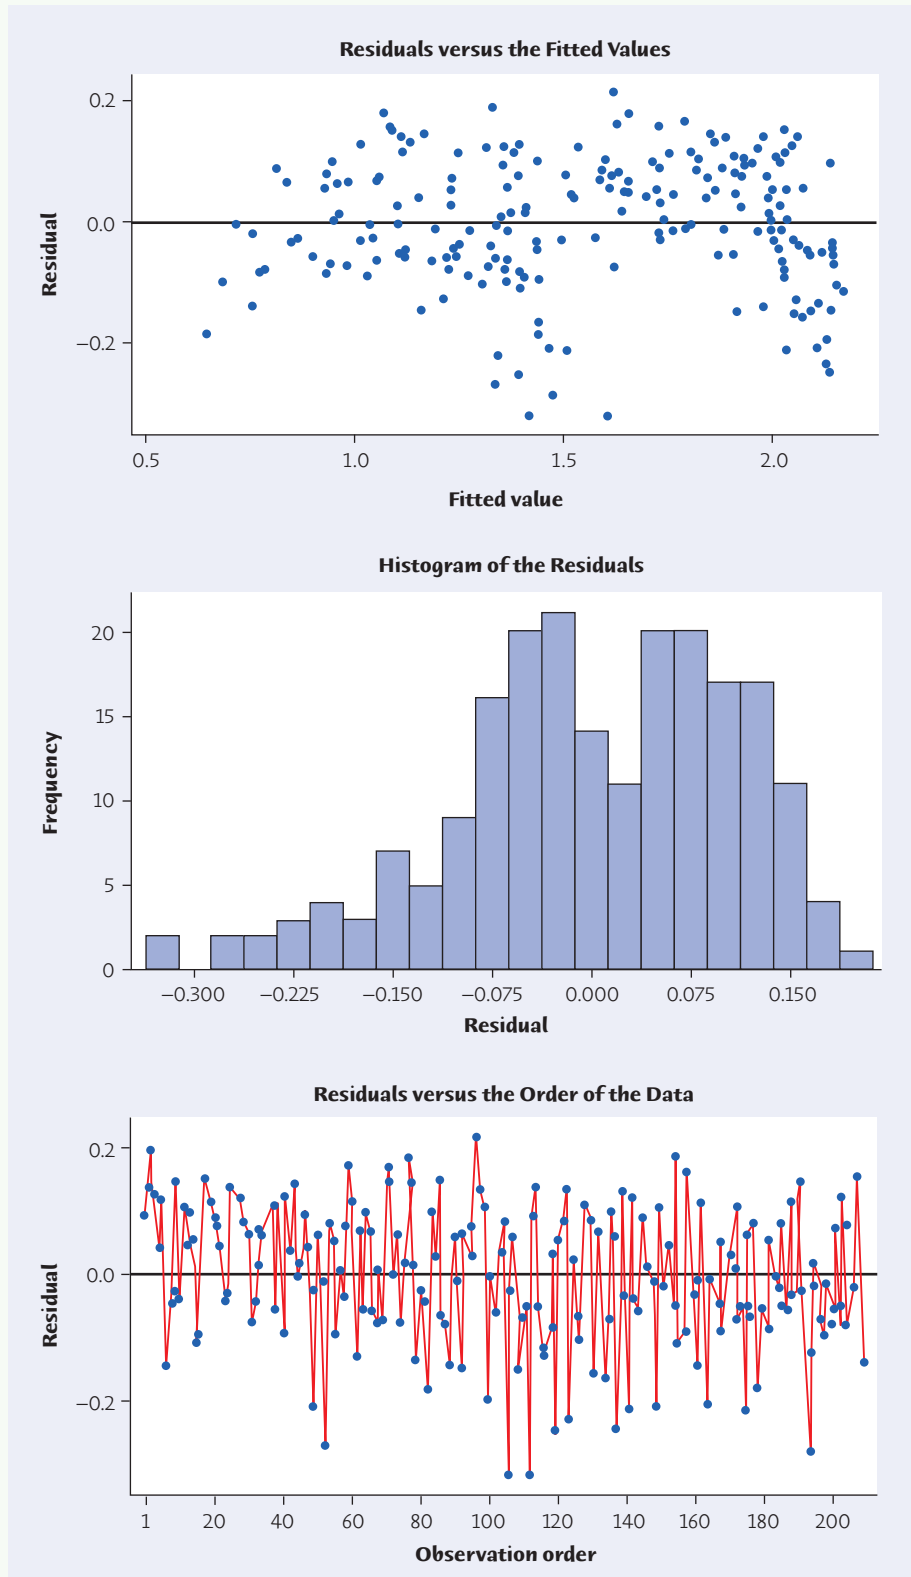 Residuals versus the Fitted Values
0.2
0.0
−0.2
Residual
0.5 1.0 1.5 2.0
Fitted value
Histogram of the Residuals
20
15
10
5
0
Frequency
−0.300 −0.225 −0.150 −0.075 0.000 0.075 0.150
Residual
Residuals versus the Order of the Data
0.2
0.0
−0.2
Residual
1 20 40 60 80 100 120 140 160 180 200
Observation order